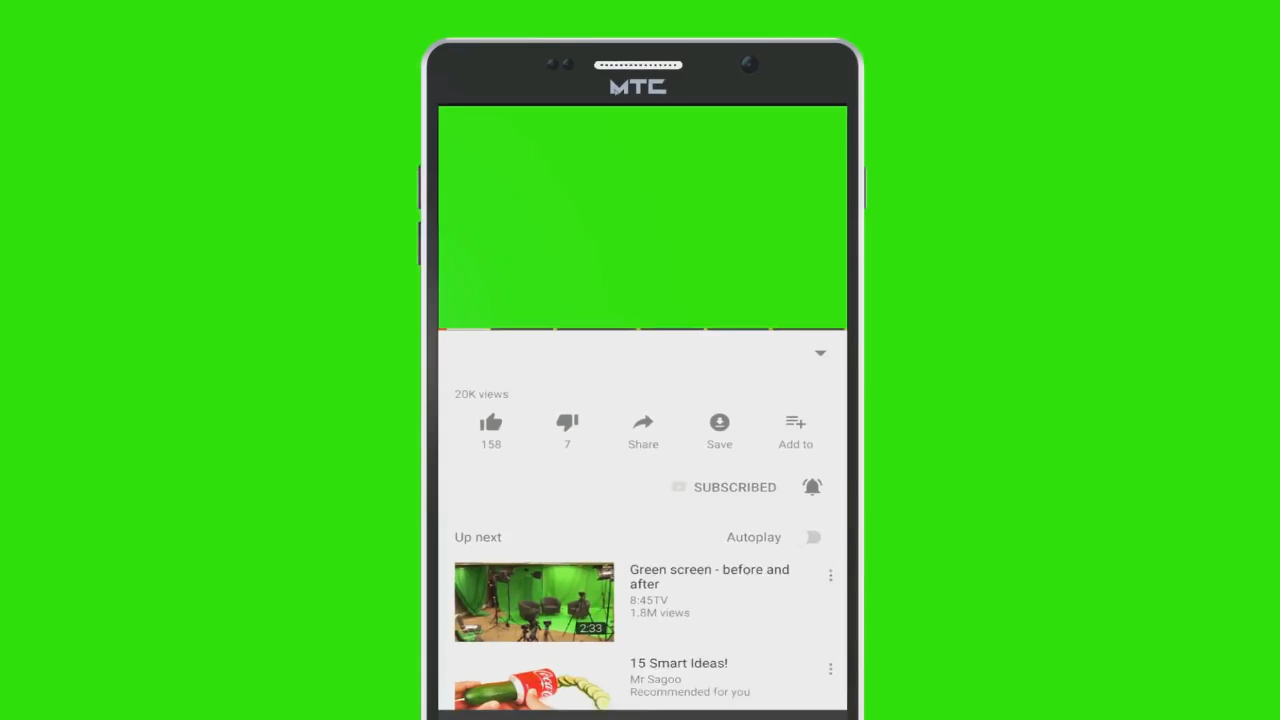 MTC
20K views
158
7
Share
Save
Add to
SUBSCRIBED
Up next
Autoplay
Green screen - before and
after
8:45TV
1.8M views
2:33
15 Smart Ideas!
Mr Sagoo
Recommended for you
Coca